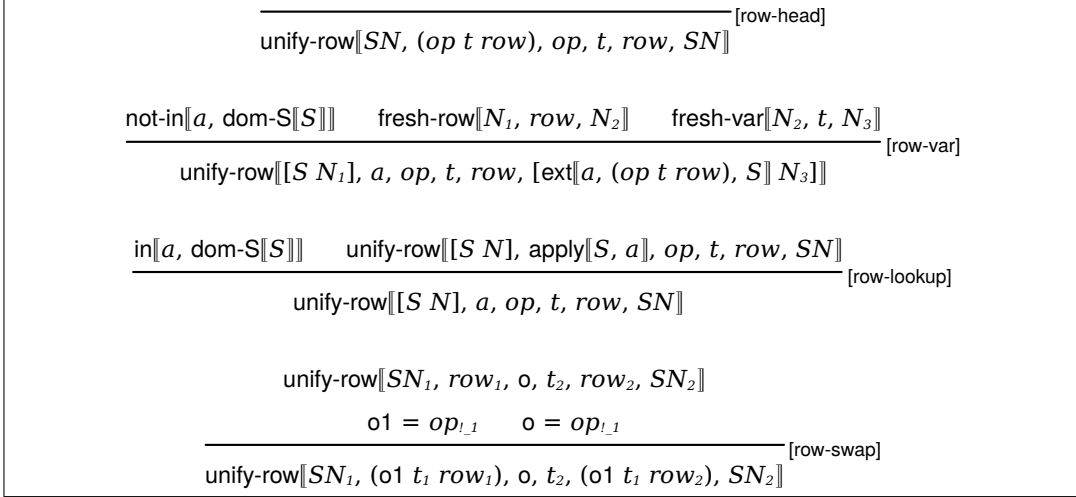 [row-head]
unify-row⟦SN, (op t row), op, t, row, SN⟧
not-in⟦a, dom-S⟦S⟧⟧ fresh-row⟦N₁, row, N₂⟧ fresh-var⟦N₂, t, N₃⟧
[row-var]
unify-row⟦[S N₁], a, op, t, row, [ext⟦a, (op t row), S⟧ N₃]⟧
in⟦a, dom-S⟦S⟧⟧ unify-row⟦[S N], apply⟦S, a⟧, op, t, row, SN⟧
[row-lookup]
unify-row⟦[S N], a, op, t, row, SN⟧
unify-row⟦SN₁, row₁, o, t₂, row₂, SN₂⟧
o1 = op!_1 o = op!_1
[row-swap]
unify-row⟦SN₁, (o1 t₁ row₁), o, t₂, (o1 t₁ row₂), SN₂⟧